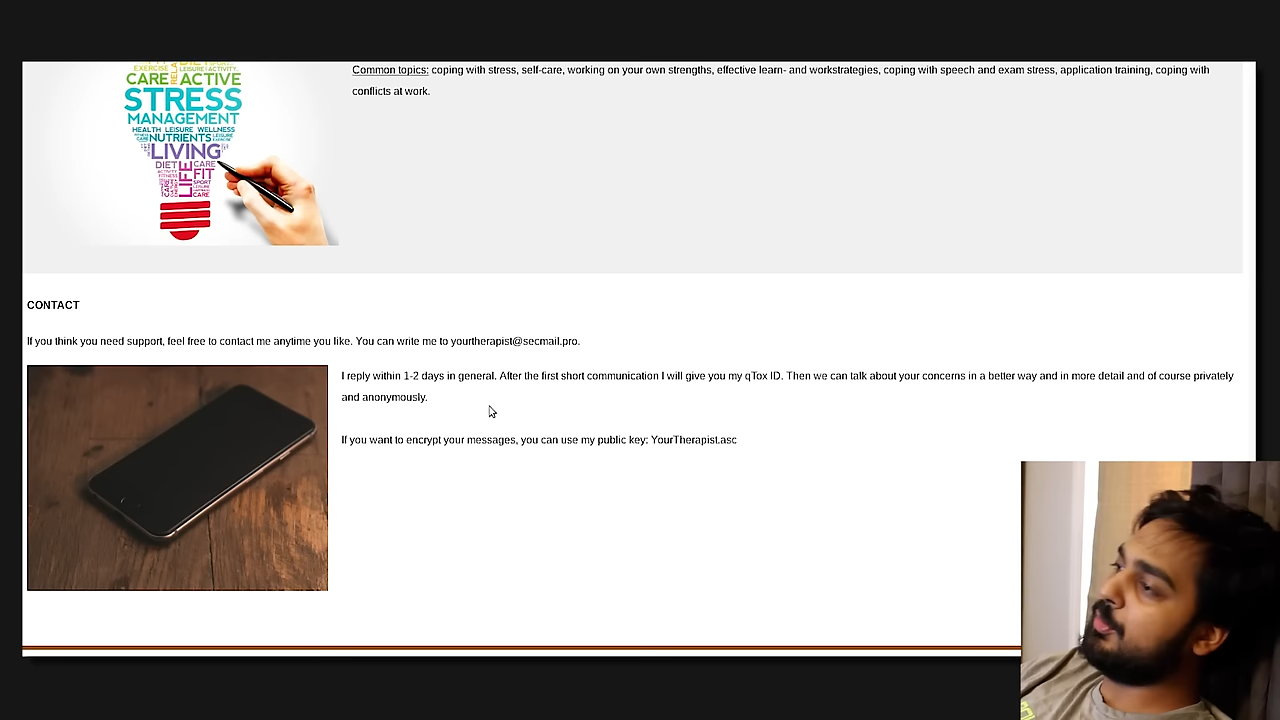 EXERCISE
CARE ACTIVE
STRESS
MANAGEMENT
HEALTH LEISURE WELLNESS
NUTRIENTS
LIVING
DIET
LIFE
CARE
FIT
SPORT
CARE
Common topics: coping with stress, self-care, working on your own strengths, effective learn- and workstrategies, coping with speech and exam stress, application training, coping with
conflicts at work.
CONTACT
If you think you need support, feel free to contact me anytime you like. You can write me to yourtherapist@secmail.pro.
I reply within 1-2 days in general. After the first short communication I will give you my qTox ID. Then we can talk about your concerns in a better way and in more detail and of course privately
and anonymously.
If you want to encrypt your messages, you can use my public key: YourTherapist.asc